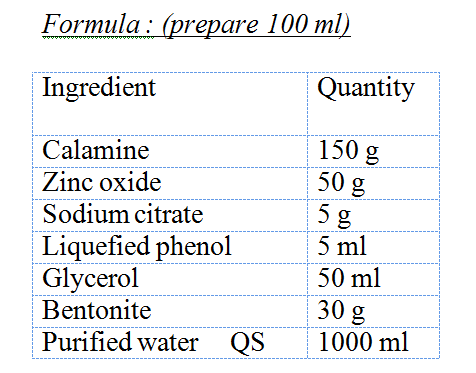 Formula : (prepare 100 ml)
Ingredient Quantity
Calamine 150 g
Zinc oxide 50 g
Sodium citrate 5 g
Liquefied phenol 5 ml
Glycerol 50 ml
Bentonite 30 g
Purified water QS 1000 ml